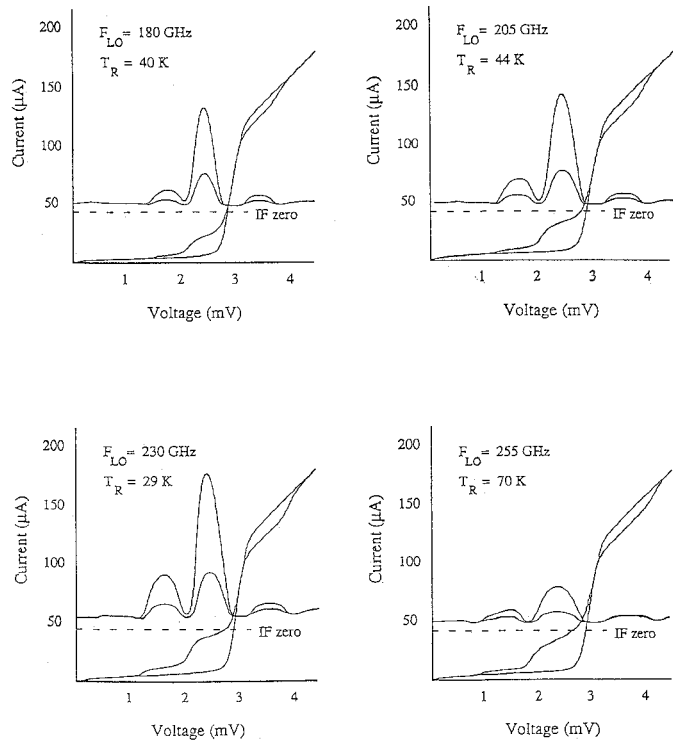 200
F_LO = 180 GHz
T_R = 40 K
150
Current (μA)
100
50
IF zero
1 2 3 4
Voltage (mV)
200
F_LO = 205 GHz
T_R = 44 K
150
Current (μA)
100
50
IF zero
1 2 3 4
Voltage (mV)
200
F_LO = 230 GHz
T_R = 29 K
150
Current (μA)
100
50
IF zero
1 2 3 4
Voltage (mV)
200
F_LO = 255 GHz
T_R = 70 K
150
Current (μA)
100
50
IF zero
1 2 3 4
Voltage (mV)